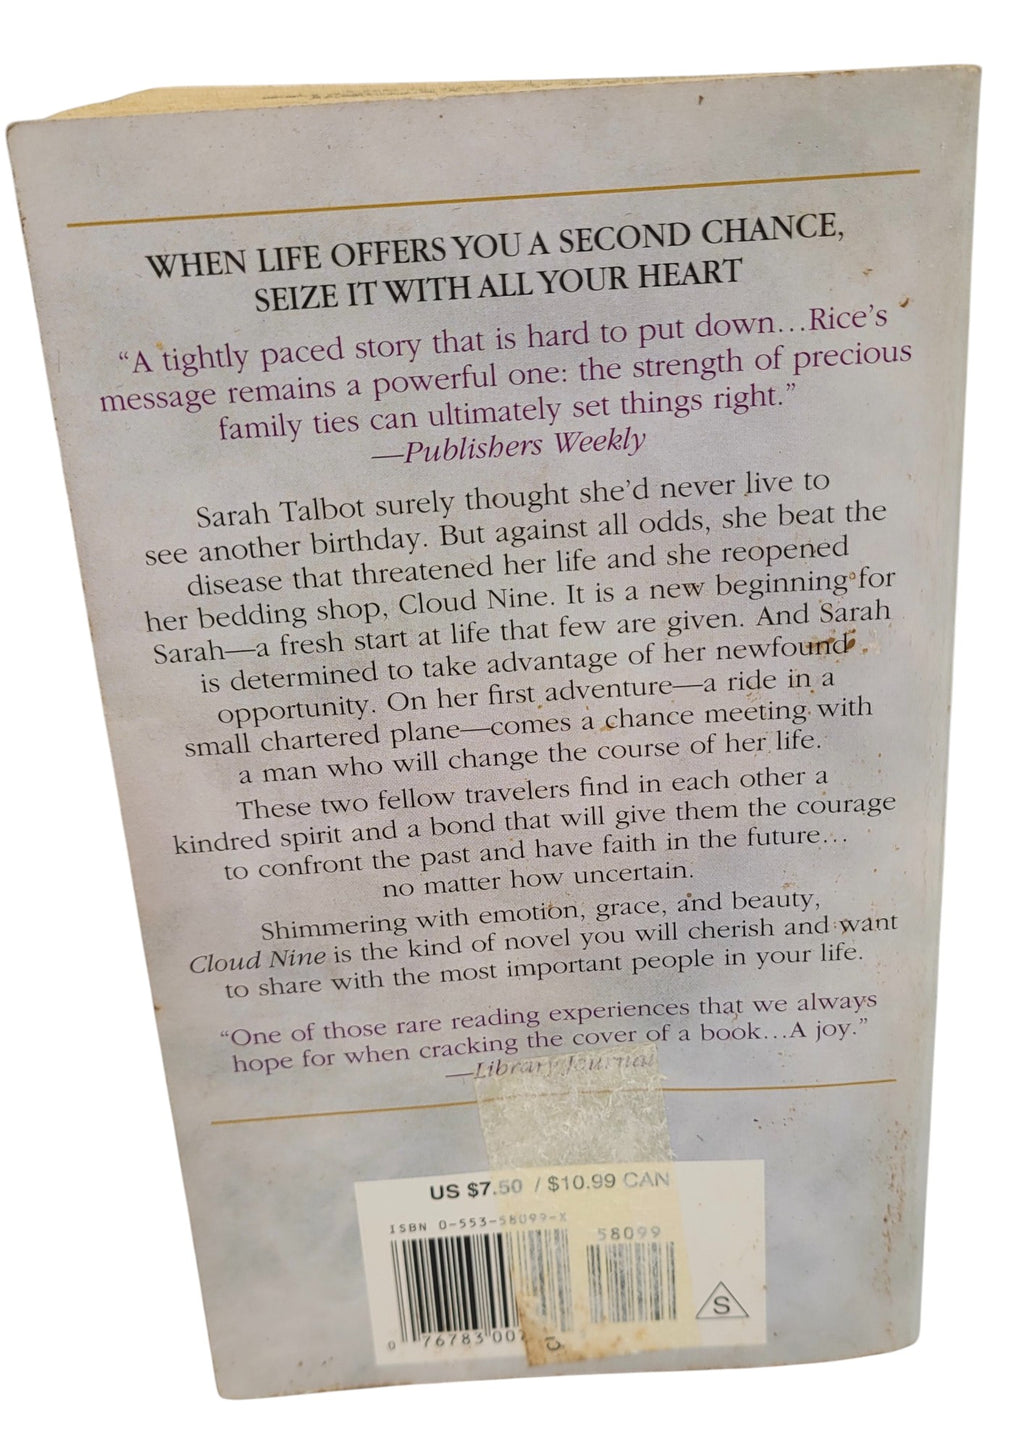 WHEN LIFE OFFERS YOU A SECOND CHANCE,
SEIZE IT WITH ALL YOUR HEART
“A tightly paced story that is hard to put down…Rice’s
message remains a powerful one: the strength of precious
family ties can ultimately set things right.”
—Publishers Weekly
Sarah Talbot surely thought she’d never live to
see another birthday. But against all odds, she beat the
disease that threatened her life and she reopened
her bedding shop, Cloud Nine. It is a new beginning for
Sarah—a fresh start at life that few are given. And Sarah
is determined to take advantage of her newfound
opportunity. On her first adventure—a ride in a
small chartered plane—comes a chance meeting with
a man who will change the course of her life.
These two fellow travelers find in each other a
kindred spirit and a bond that will give them the courage
to confront the past and have faith in the future…
no matter how uncertain.
Shimmering with emotion, grace, and beauty,
Cloud Nine is the kind of novel you will cherish and want
to share with the most important people in your life.
“One of those rare reading experiences that we always
hope for when cracking the cover of a book…A joy.”
—Library Journal
US $7.50 / $10.99 CAN
ISBN 0-553-58099-X
58099
0 76783 00
S